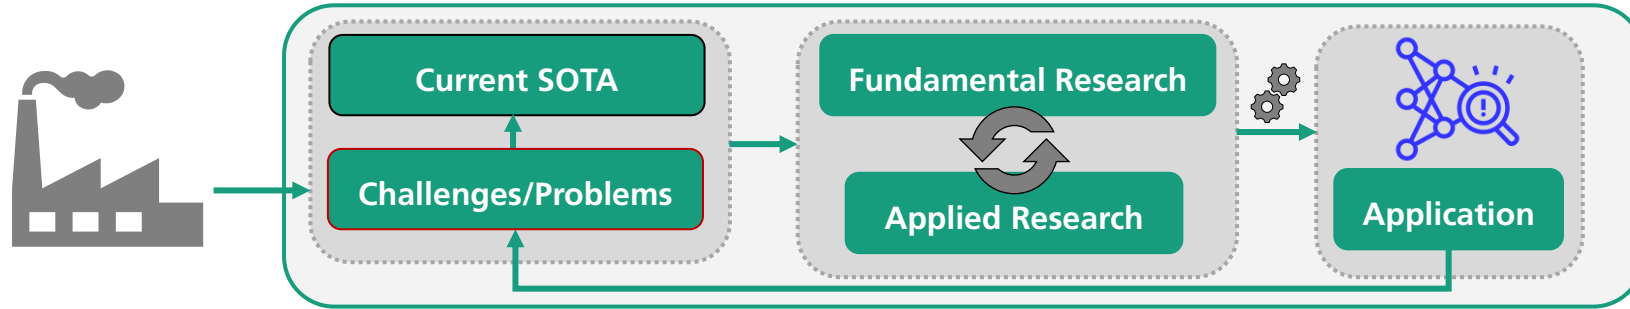 Current SOTA
Challenges/Problems
Fundamental Research
Applied Research
Application